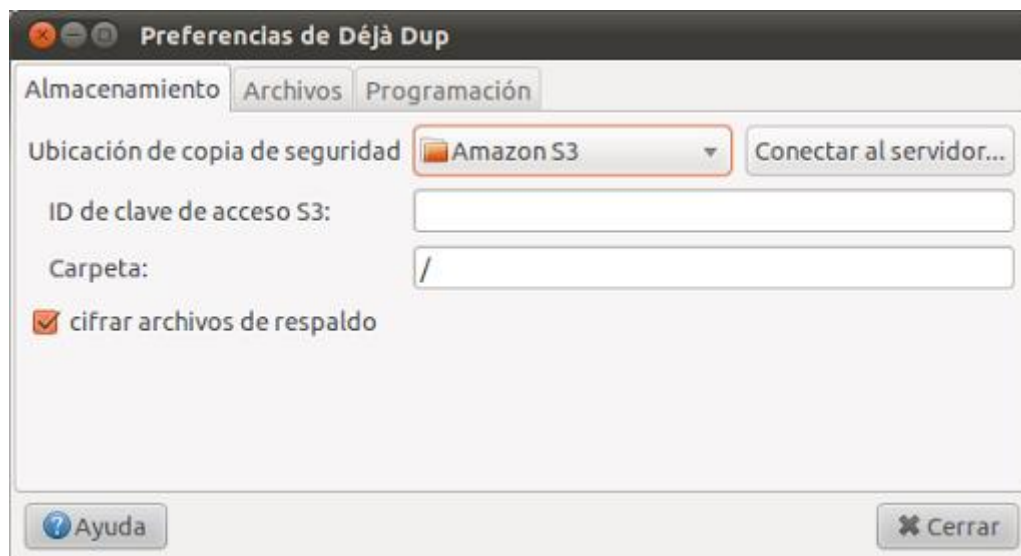 Preferencias de Déjà Dup
Almacenamiento Archivos Programación
Ubicación de copia de seguridad Amazon S3 Conectar al servidor...
ID de clave de acceso S3:
Carpeta: /
cifrar archivos de respaldo
Ayuda Cerrar